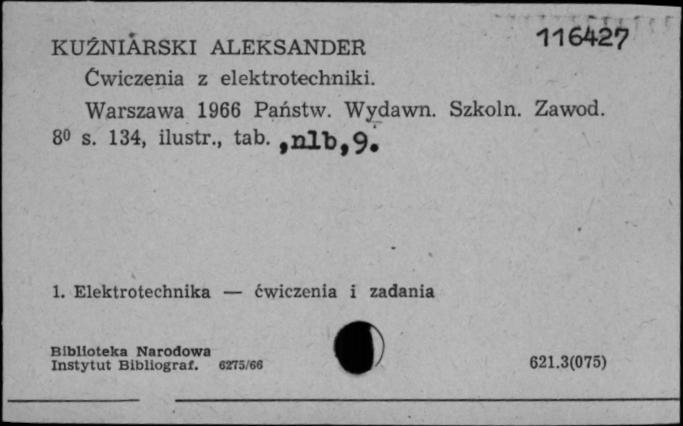 116427
KUŹNIARSKI ALEKSANDER
Ćwiczenia z elektrotechniki.
Warszawa 1966 Państw. Wydawn. Szkoln. Zawod.
8⁰ s. 134, ilustr., tab. ,nlb,9.
1. Elektrotechnika — ćwiczenia i zadania
Biblioteka Narodowa
Instytut Bibliograf. 6275/66
621.3(075)